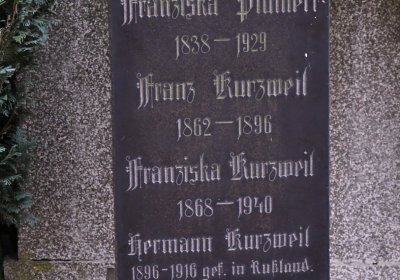 Franziska
1838–1929
Franz Kurzweil
1862–1896
Franziska Kurzweil
1868–1940
Hermann Kurzweil
1896-1916 gef. in Rußland.